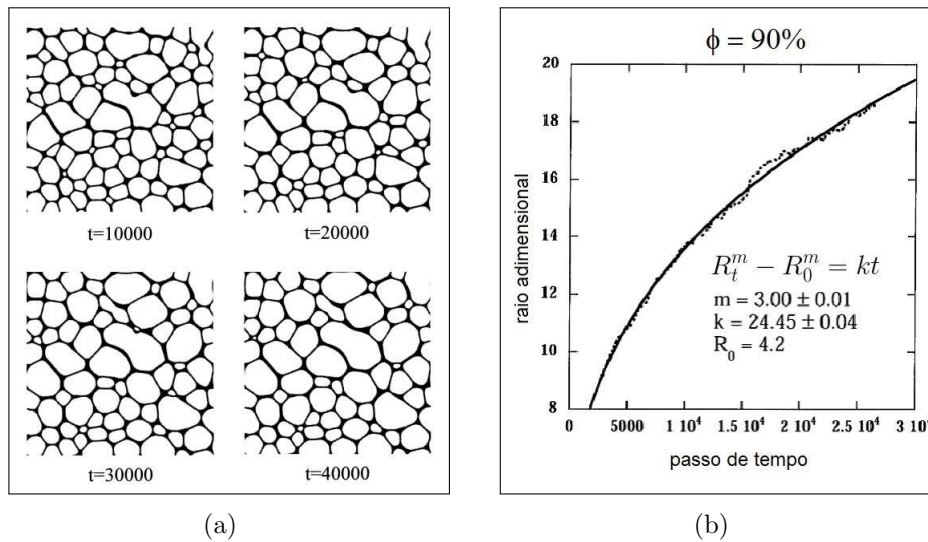 t=10000
t=20000
t=30000
t=40000
(a)
ϕ = 90%
raio adimensional
20
18
16
14
12
10
8
R_t^m − R_0^m = kt
m = 3.00 ± 0.01
k = 24.45 ± 0.04
R_0 = 4.2
0 5000 1 10^4 1.5 10^4 2 10^4 2.5 10^4
passo de tempo
(b)